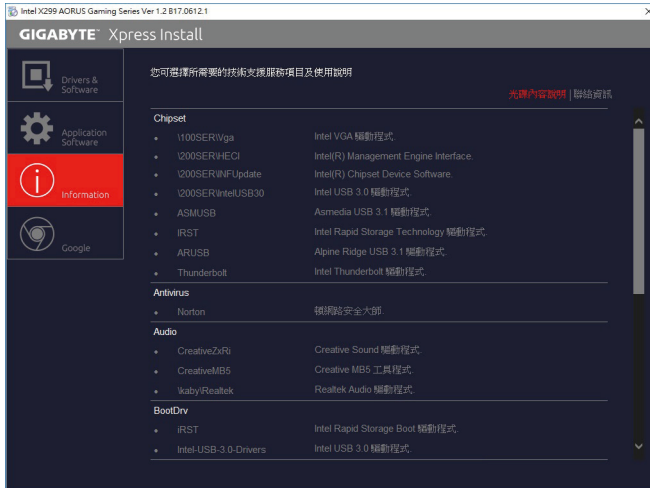 Intel X299 AORUS Gaming Series Ver 1.2 B17.0612.1
GIGABYTE™ Xpress Install
Drivers & Software
您可選擇所需要的技術支援服務項目及使用說明
光碟內容說明 | 聯絡資訊
Application Software
Information
Google
Chipset
• \100SER\Vga Intel VGA 驅動程式.
• \200SER\HECI Intel(R) Management Engine Interface.
• \200SER\INFUpdate Intel(R) Chipset Device Software.
• \200SER\IntelUSB30 Intel USB 3.0 驅動程式.
• ASMUSB Asmedia USB 3.1 驅動程式.
• IRST Intel Rapid Storage Technology 驅動程式.
• ARUSB Alpine Ridge USB 3.1 驅動程式.
• Thunderbolt Intel Thunderbolt 驅動程式.
Antivirus
• Norton 頓網路安全大師.
Audio
• CreativeZxRi Creative Sound 驅動程式.
• CreativeMB5 Creative MB5 工具程式.
• \kaby\Realtek Realtek Audio 驅動程式.
BootDrv
• iRST Intel Rapid Storage Boot 驅動程式.
• Intel-USB-3.0-Drivers Intel USB 3.0 驅動程式.